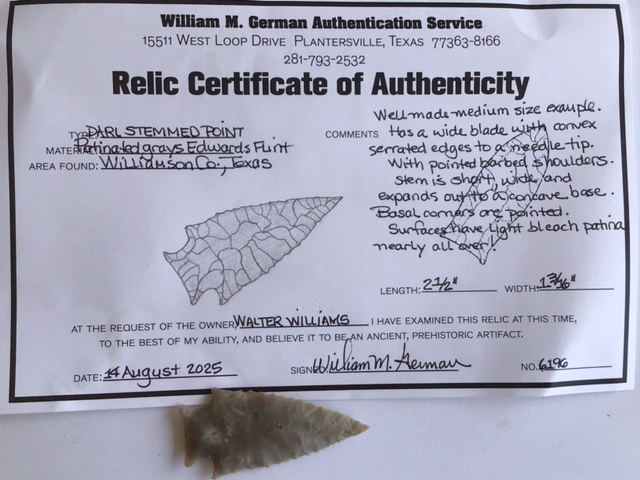 William M. German Authentication Service
15511 West Loop Drive Plantersville, Texas 77363-8166
281-793-2532
Relic Certificate of Authenticity
TYPE: DARL STEMMED POINT
MATERIAL: Patinated grays Edwards Flint
AREA FOUND: Williamson Co., Texas
COMMENTS Well-made-medium size example.
Has a wide blade with convex
serrated edges to a needle tip.
With pointed barbed shoulders.
Stem is short, wide and
expands out to a concave base.
Basal corners are pointed.
Surfaces have light bleach patina
nearly all over!
LENGTH: 2 1/2" WIDTH: 1 3/16"
AT THE REQUEST OF THE OWNER, WALTER WILLIAMS I HAVE EXAMINED THIS RELIC AT THIS TIME,
TO THE BEST OF MY ABILITY, AND BELIEVE IT TO BE AN ANCIENT, PREHISTORIC ARTIFACT.
DATE: 14 August 2025 SIGN William M. German NO. 6196